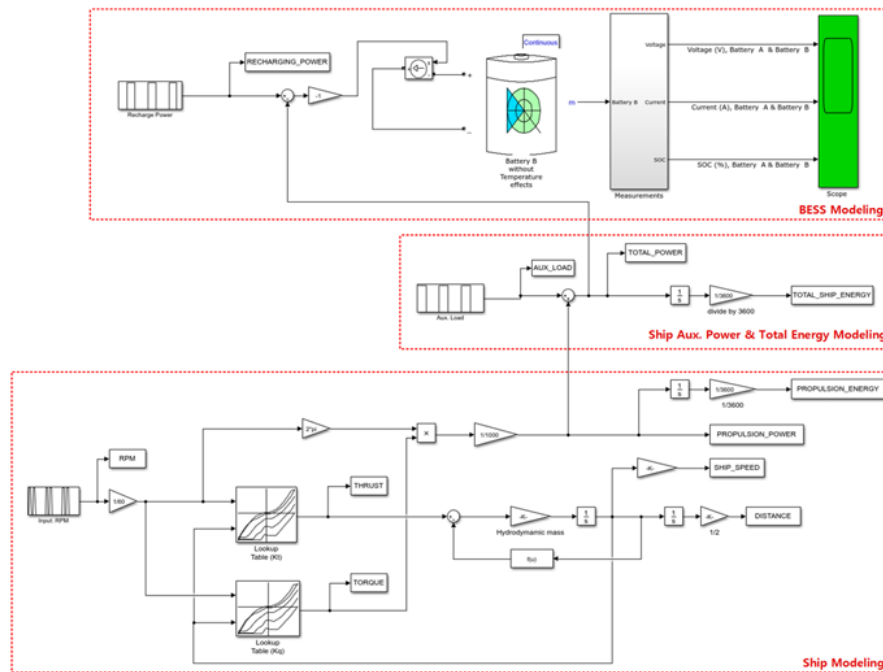 Continuous
RECHARGING_POWER
-1
Recharge Power
+
_
m
Battery B
without
Temperature
effects
Voltage
Battery B
Current
SOC
Measurements
Voltage (V), Battery A & Battery B
Current (A), Battery A & Battery B
SOC (%), Battery A & Battery B
Scope
BESS Modeling
AUX_LOAD
TOTAL_POWER
Aux. Load
1
s
1/3600
TOTAL_SHIP_ENERGY
divide by 3600
Ship Aux. Power & Total Energy Modeling
1
s
1/3600
PROPULSION_ENERGY
1/3600
2*pi
×
1/1000
PROPULSION_POWER
RPM
-K-
SHIP_SPEED
THRUST
Input RPM
1/60
-K-
1
s
1
s
-K-
DISTANCE
Hydrodymamic mass
1/2
Lookup
Table (Kt)
f(u)
TORQUE
Lookup
Table (Kq)
Ship Modeling